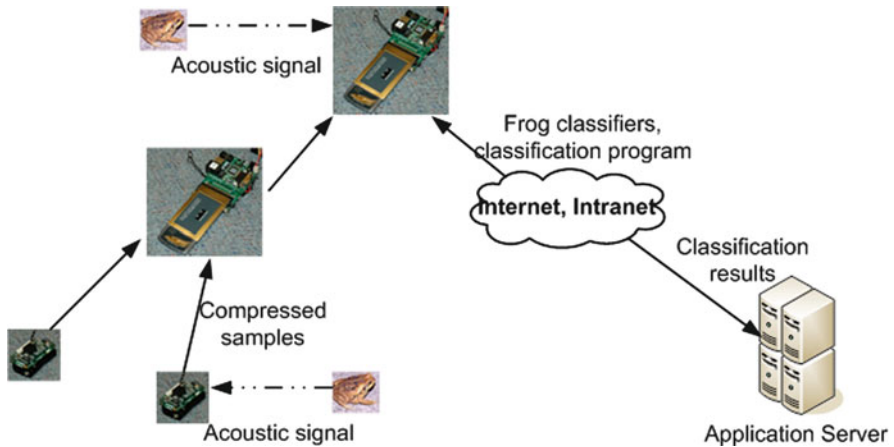 Acoustic signal
Frog classifiers,
classification program
Internet, Intranet
Classification
results
Compressed
samples
Acoustic signal
Application Server